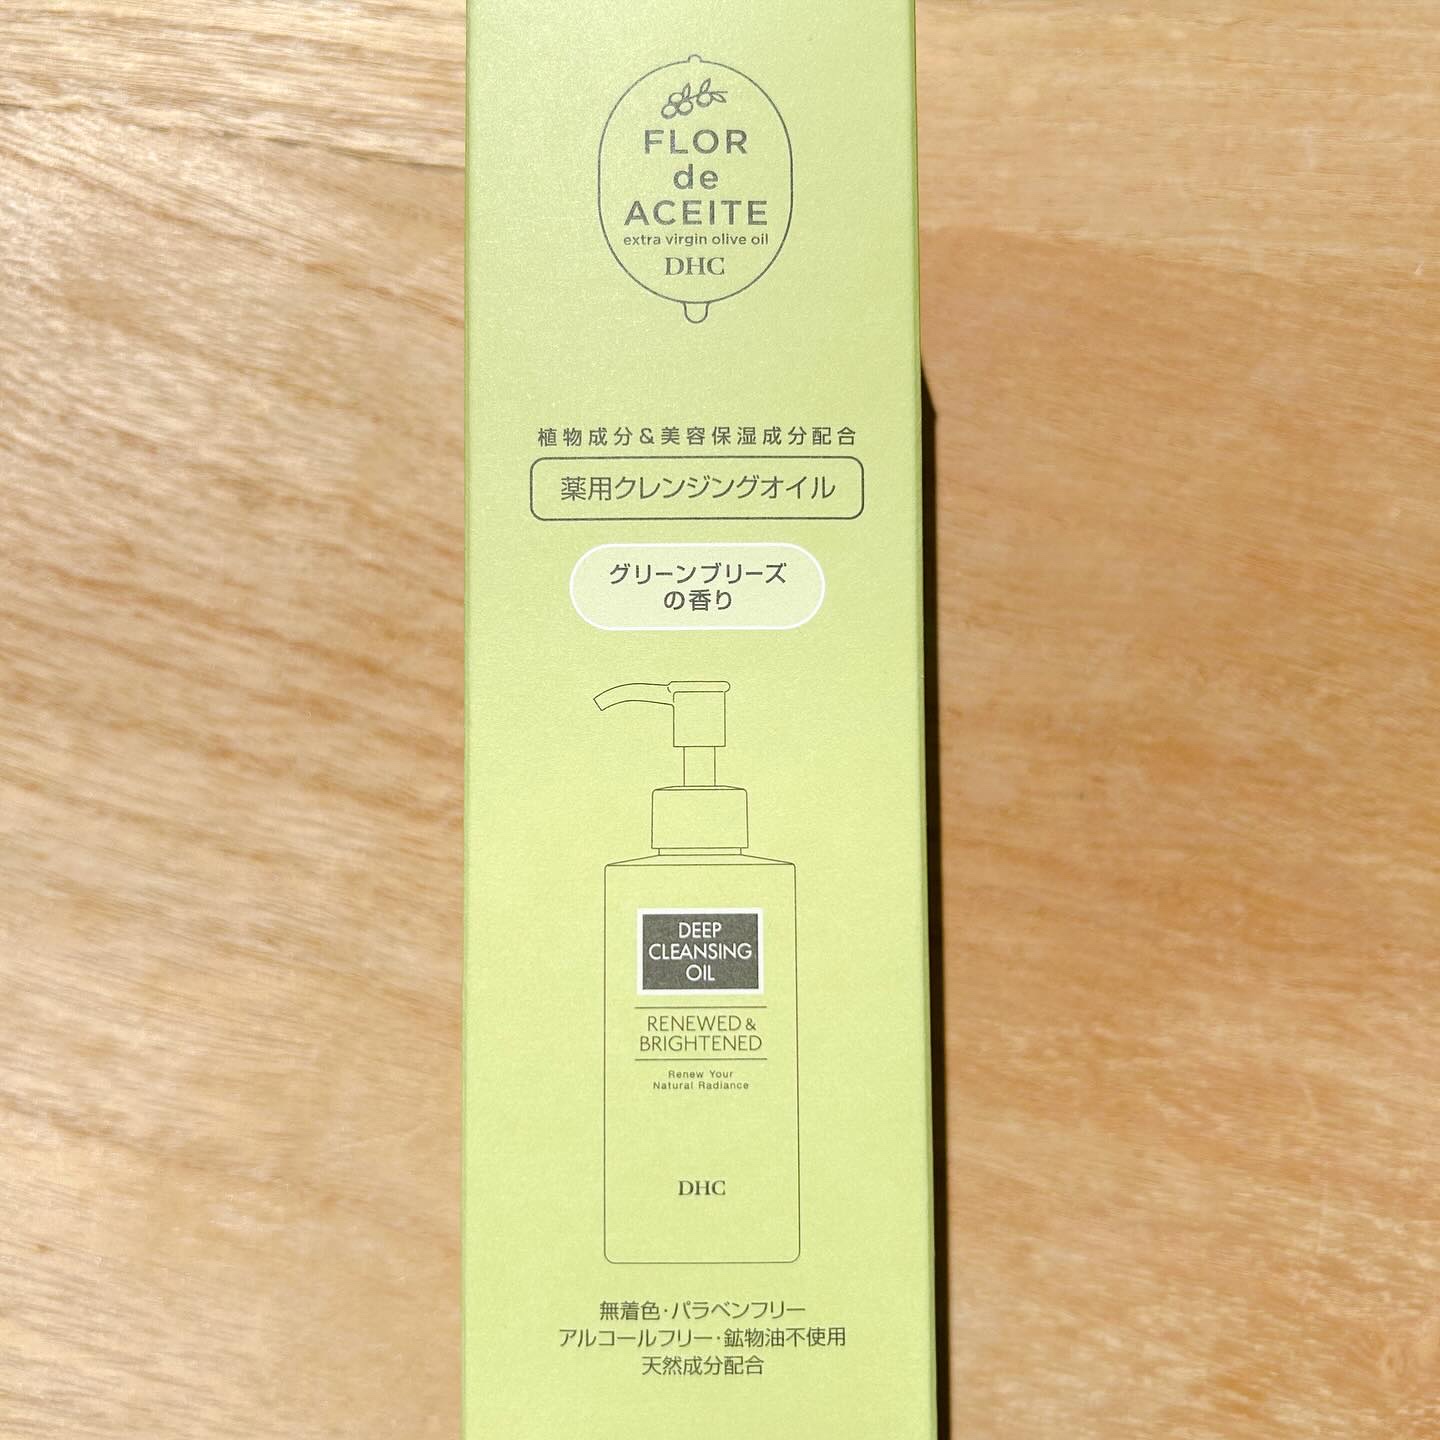 FLOR
de
ACEITE
extra virgin olive oil
DHC
植物成分&美容保湿成分配合
薬用クレンジングオイル
グリーンブリーズ
の香り
DEEP
CLEANSING
OIL
RENEWED &
BRIGHTENED
Renew Your
Natural Radiance
DHC
無着色・パラベンフリー
アルコールフリー・鉱物油不使用
天然成分配合